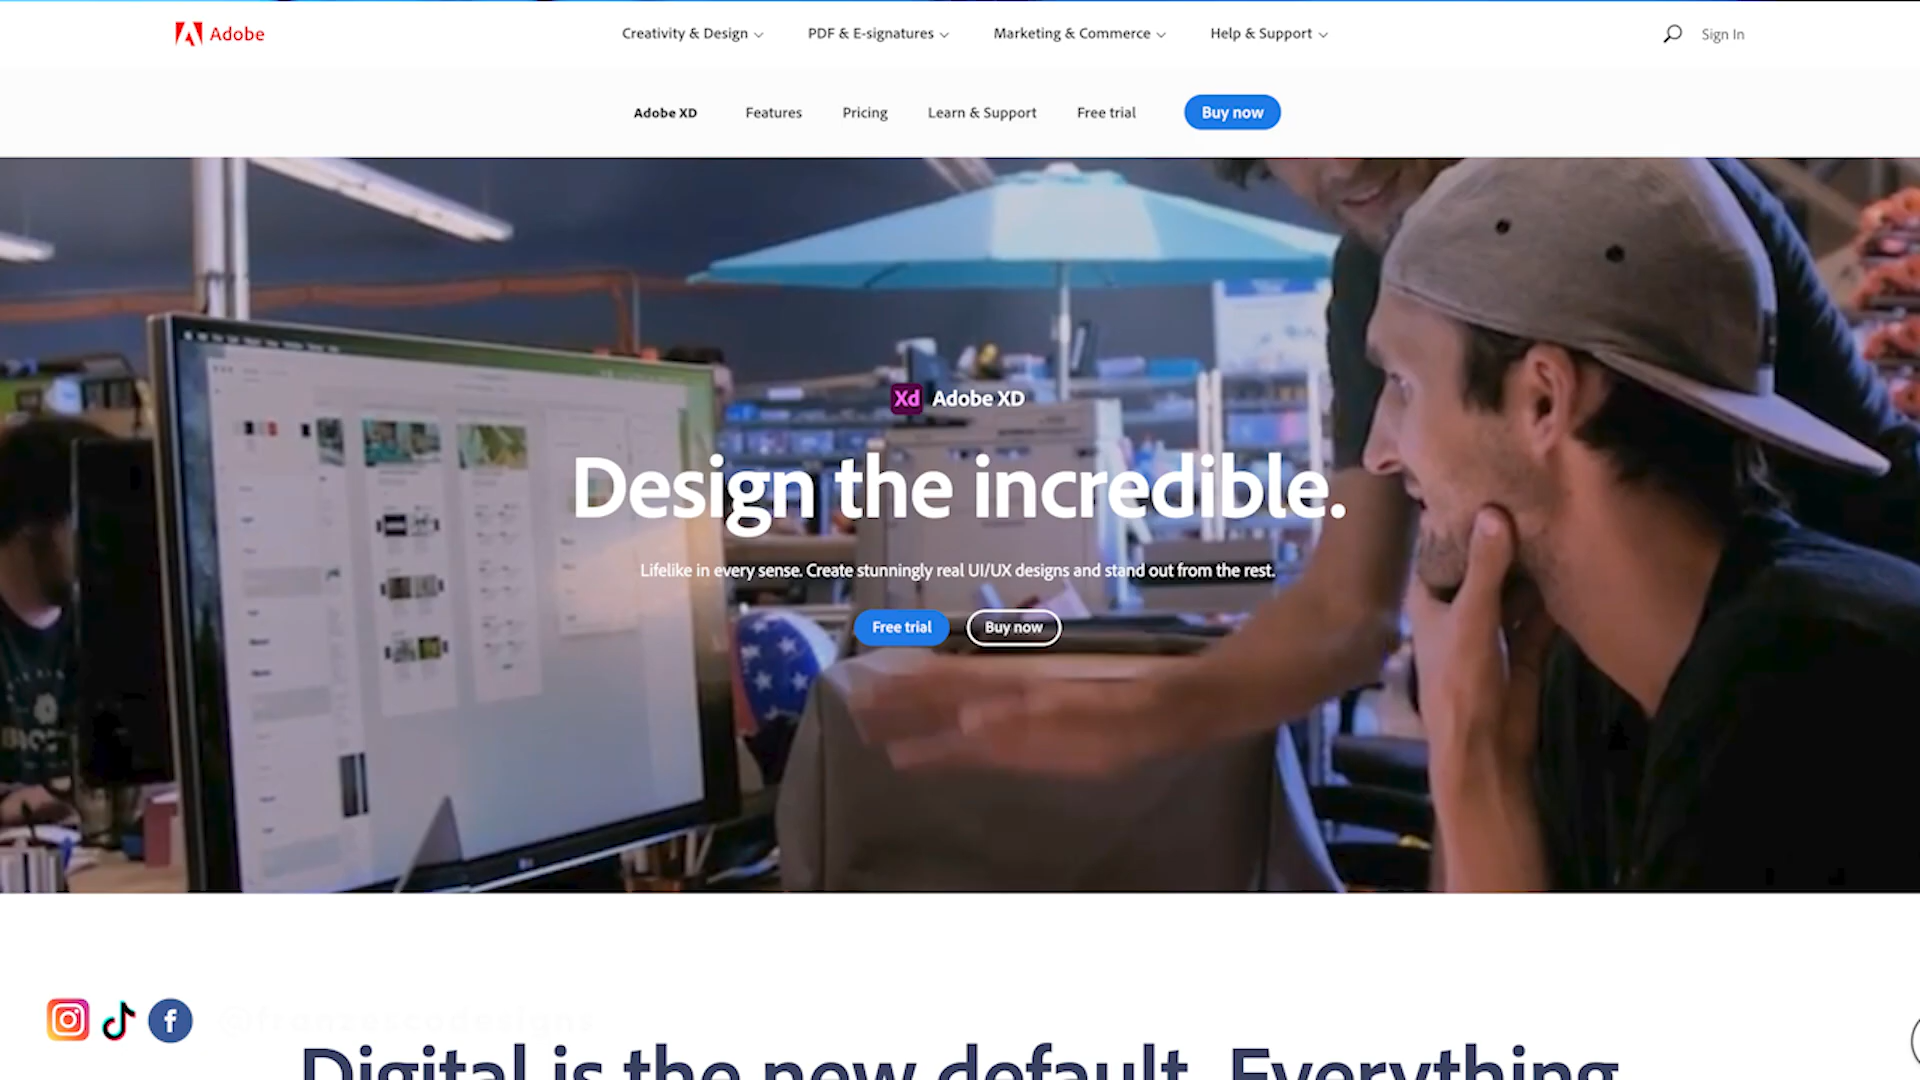 Adobe
Creativity & Design
PDF & E-signatures
Marketing & Commerce
Help & Support
Sign In
Adobe XD
Features
Pricing
Learn & Support
Free trial
Buy now
Xd Adobe XD
Design the incredible.
Lifelike in every sense. Create stunningly real UI/UX designs and stand out from the rest.
Free trial
Buy now
Digital is the new default. Everything